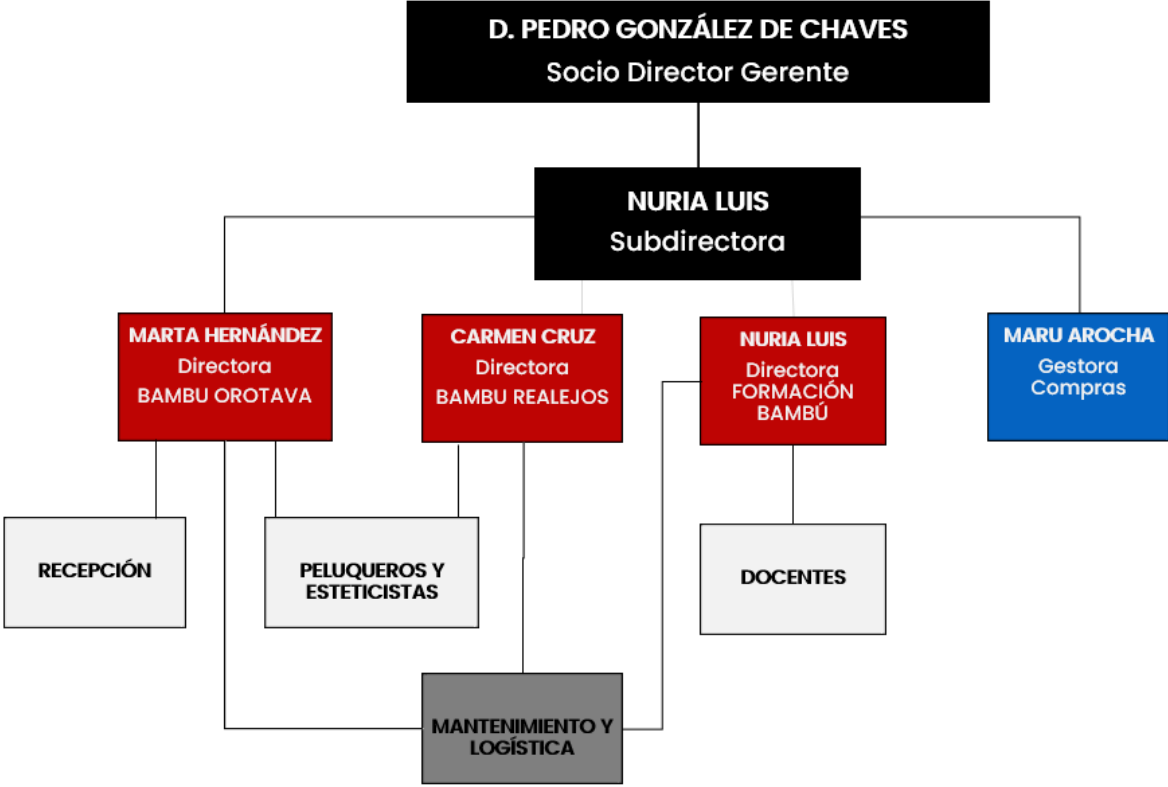 D. PEDRO GONZÁLEZ DE CHAVES
Socio Director Gerente
NURIA LUIS
Subdirectora
MARTA HERNÁNDEZ
Directora
BAMBU OROTAVA
CARMEN CRUZ
Directora
BAMBU REALEJOS
NURIA LUIS
Directora
FORMACIÓN
BAMBÚ
MARU AROCHA
Gestora
Compras
RECEPCIÓN
PELUQUEROS Y
ESTETICISTAS
DOCENTES
MANTENIMIENTO Y
LOGÍSTICA